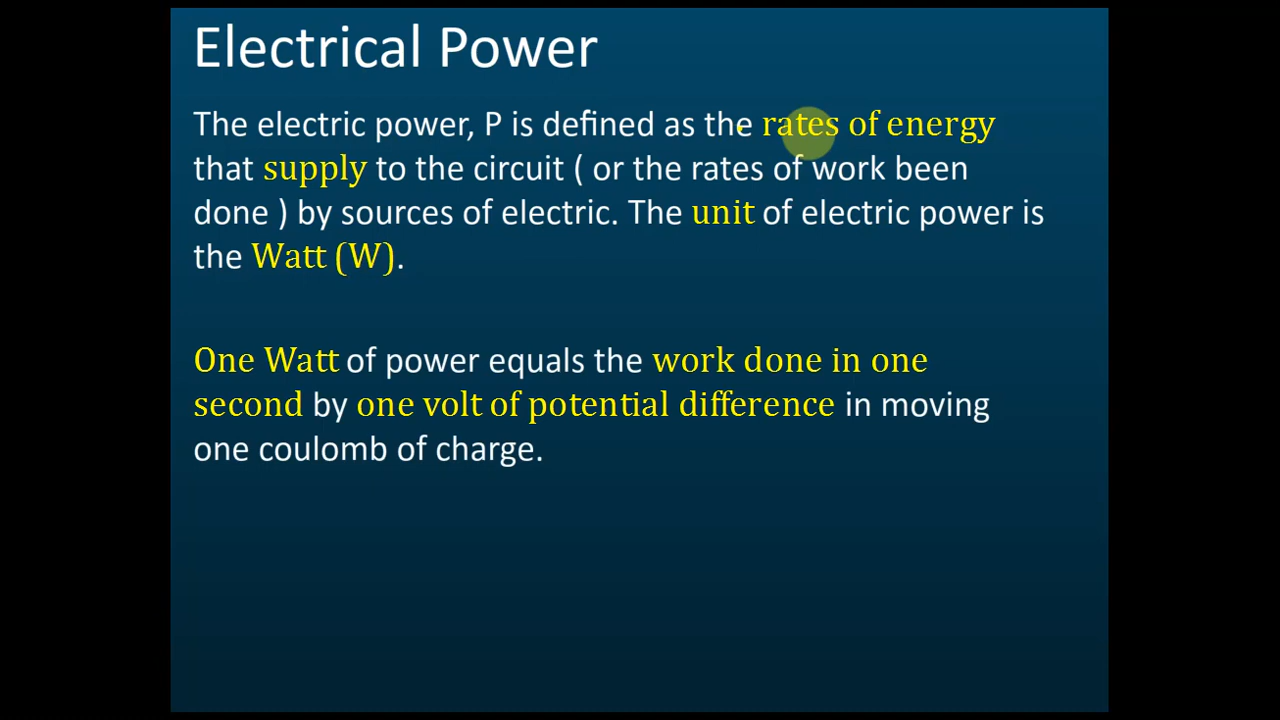 Electrical Power
The electric power, P is defined as the rates of energy
that supply to the circuit ( or the rates of work been
done ) by sources of electric. The unit of electric power is
the Watt (W).
One Watt of power equals the work done in one
second by one volt of potential difference in moving
one coulomb of charge.